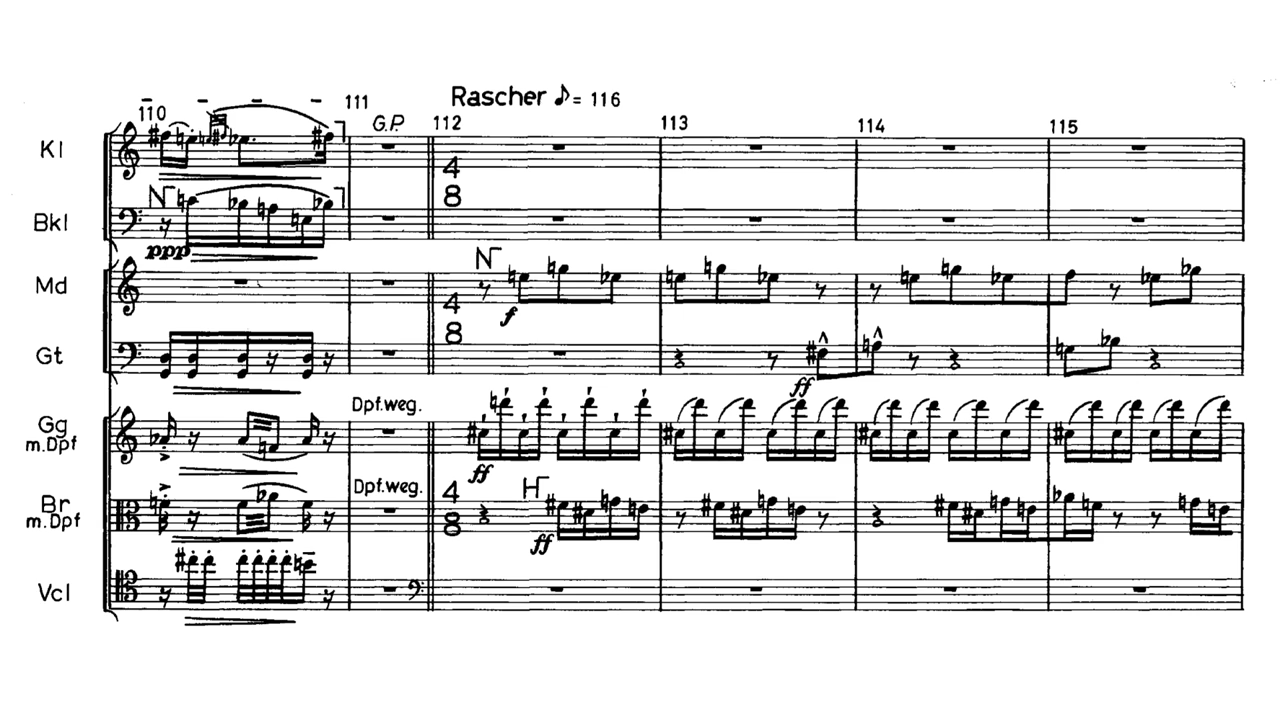 Rascher ♪= 116
110 111 G.P. 112 113 114 115
Kl
4
8
Bkl
ppp
Md
f
4
8
Gt
ff
Gg
m.Dpf
Dpf.weg.
ff
Br
m.Dpf
Dpf.weg.
4
8
ff
Vcl